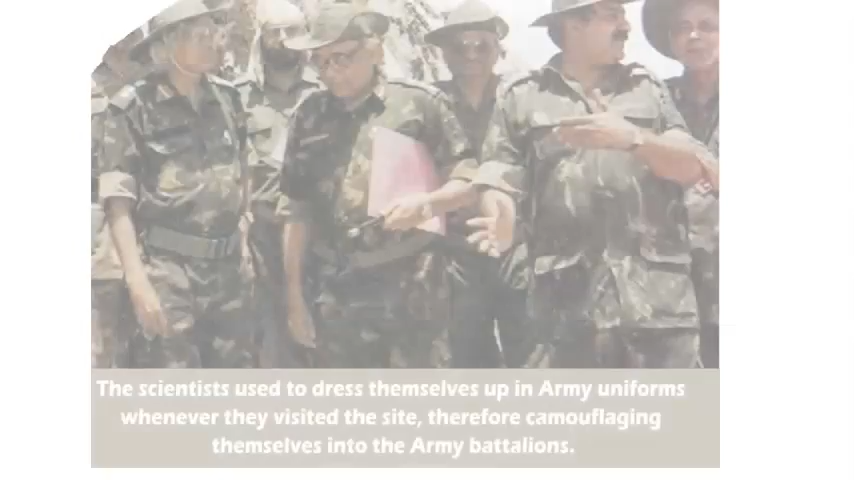 The scientists used to dress themselves up in Army uniforms
whenever they visited the site, therefore camouflaging
themselves into the Army battalions.